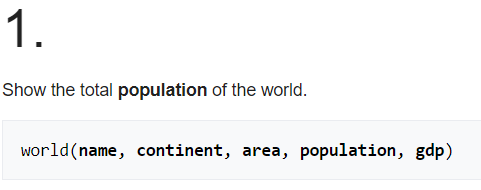 1.
Show the total population of the world.
world(name, continent, area, population, gdp)